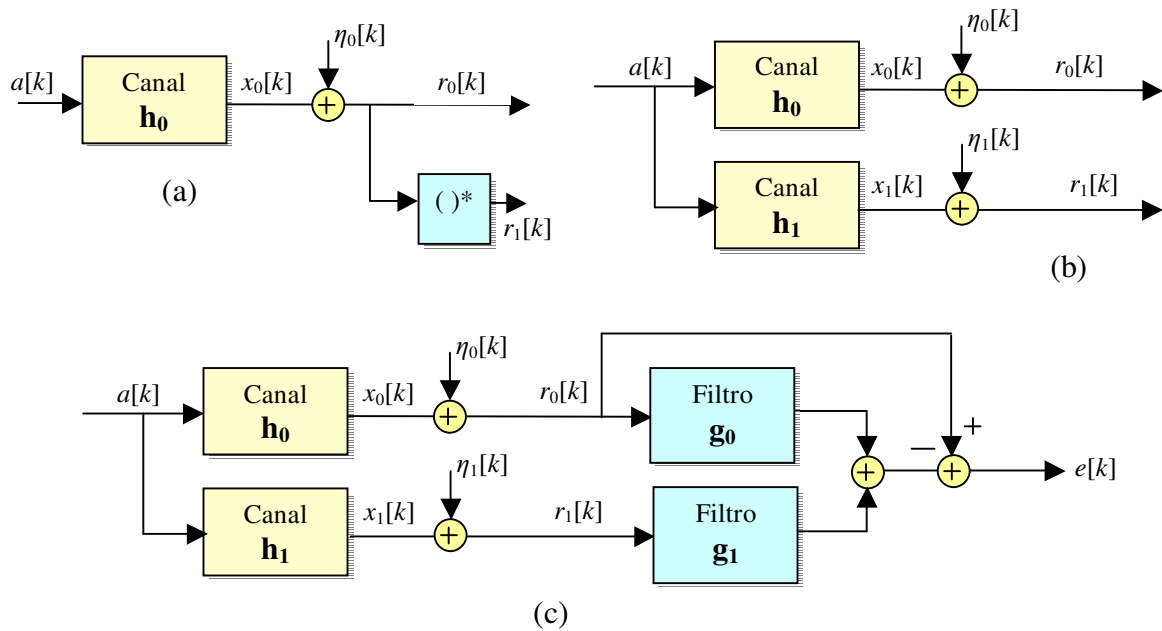 η₀[k]
a[k]
Canal
h₀
x₀[k]
+
r₀[k]
( )*
r₁[k]
(a)
a[k]
Canal
h₀
x₀[k]
η₀[k]
+
r₀[k]
Canal
h₁
x₁[k]
η₁[k]
+
r₁[k]
(b)
a[k]
Canal
h₀
x₀[k]
η₀[k]
+
r₀[k]
Filtro
g₀
Canal
h₁
x₁[k]
η₁[k]
+
r₁[k]
Filtro
g₁
+
−
+
+
e[k]
(c)